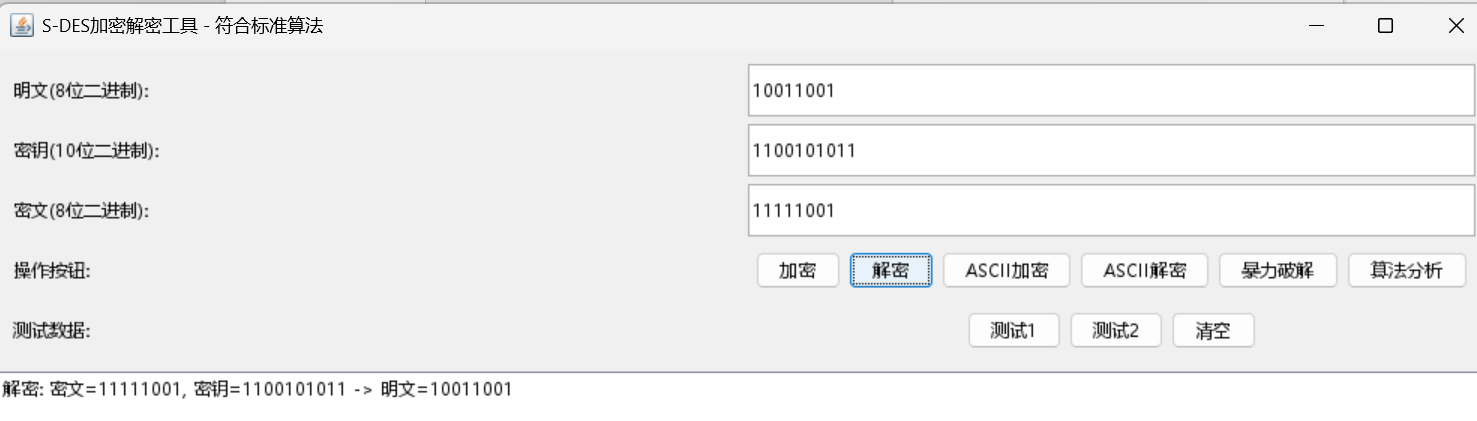 S-DES加密解密工具 - 符合标准算法
明文(8位二进制): 10011001
密钥(10位二进制): 1100101011
密文(8位二进制): 11111001
操作按钮: 加密 解密 ASCII加密 ASCII解密 暴力破解 算法分析
测试数据: 测试1 测试2 清空
解密: 密文=11111001, 密钥=1100101011 -> 明文=10011001